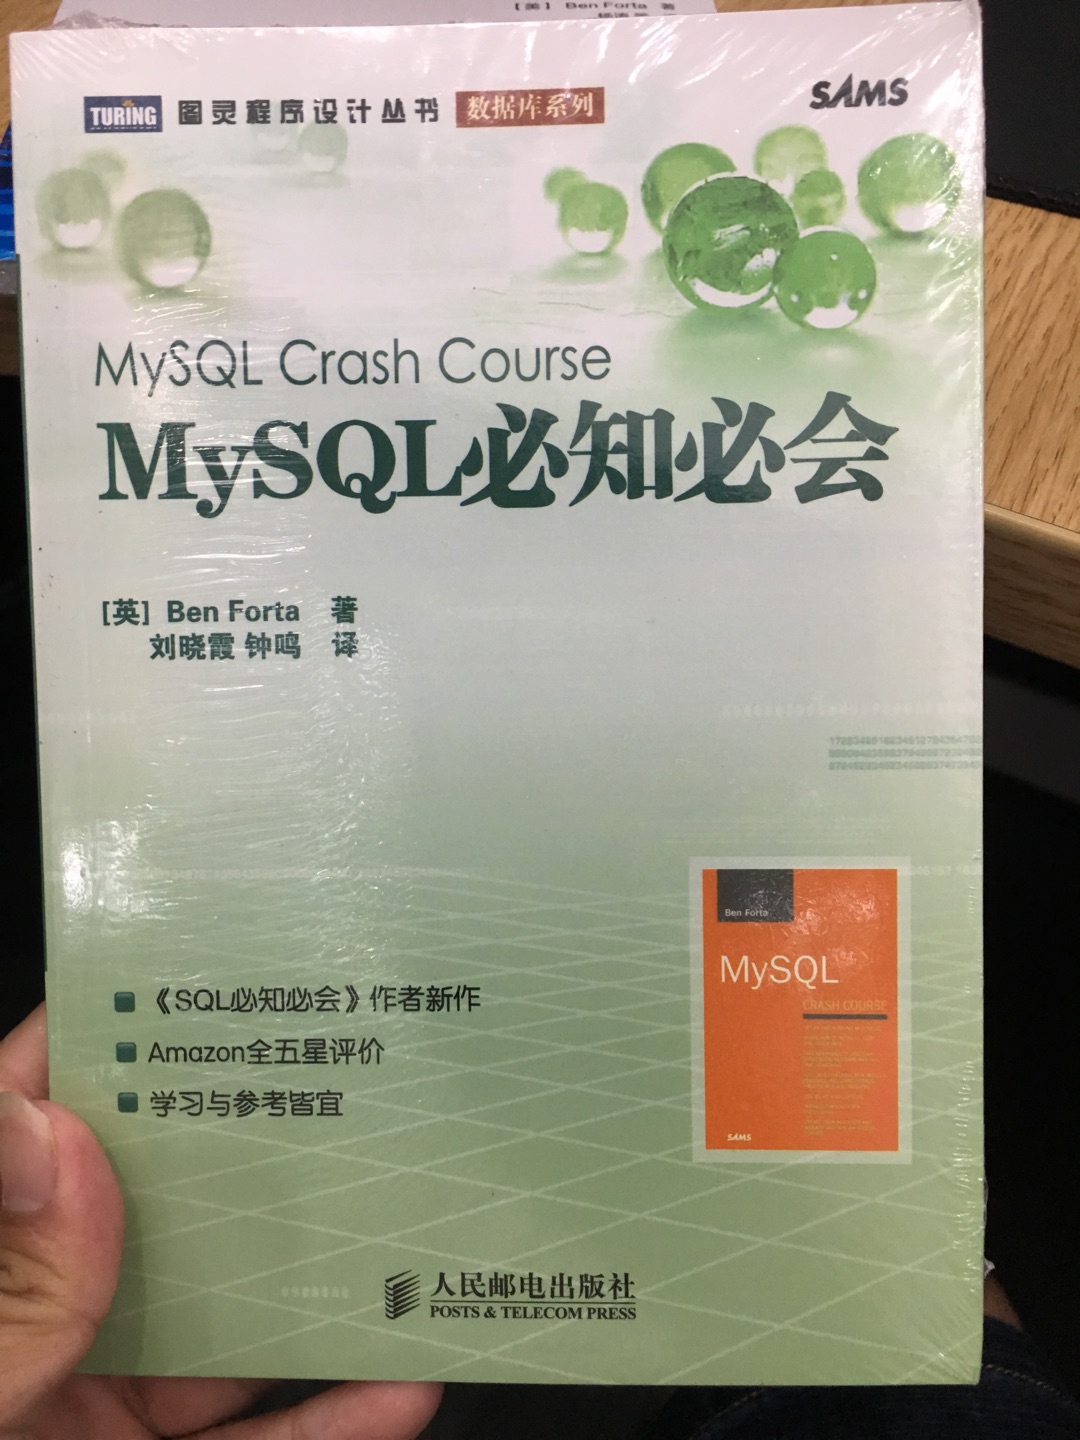 [美] Ben Forta 著
TURING 图灵程序设计丛书 数据库系列
SAMS
MySQL Crash Course
MySQL必知必会
[英] Ben Forta 著
刘晓霞 钟鸣 译
Ben Forta
MySQL
CRASH COURSE
SAMS
《SQL必知必会》作者新作
Amazon全五星评价
学习与参考皆宜
人民邮电出版社
POSTS & TELECOM PRESS